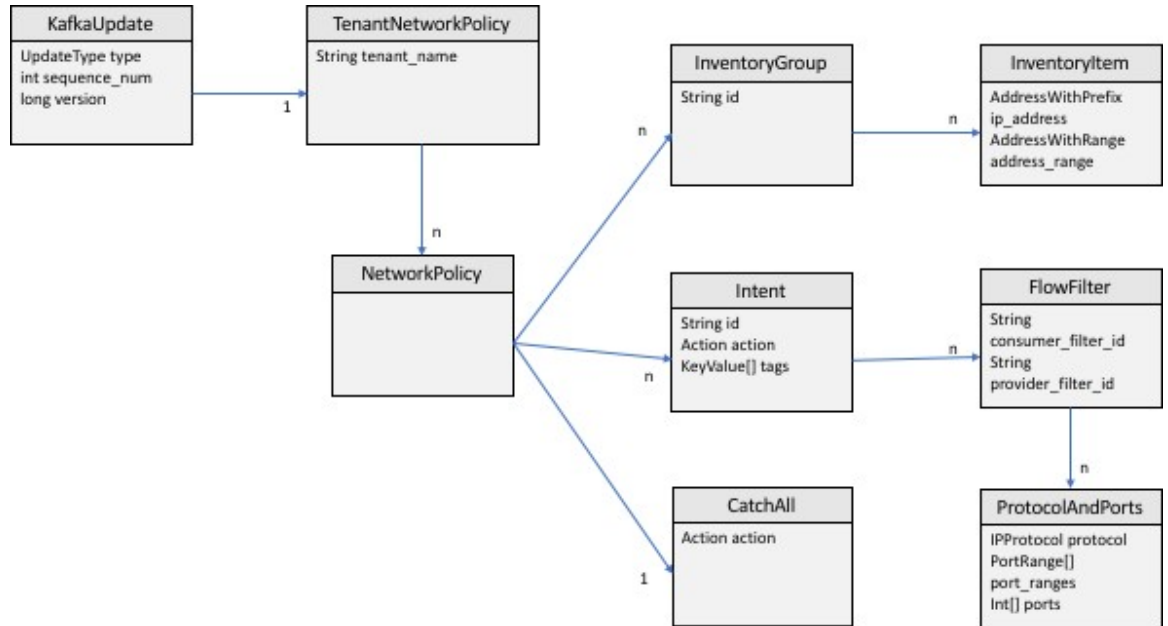 KafkaUpdate
UpdateType type
int sequence_num
long version
1
TenantNetworkPolicy
String tenant_name
n
NetworkPolicy
n
InventoryGroup
String id
n
InventoryItem
AddressWithPrefix
ip_address
AddressWithRange
address_range
n
Intent
String id
Action action
KeyValue[] tags
n
FlowFilter
String
consumer_filter_id
String
provider_filter_id
n
ProtocolAndPorts
IPProtocol protocol
PortRange[]
port_ranges
Int[] ports
1
CatchAll
Action action